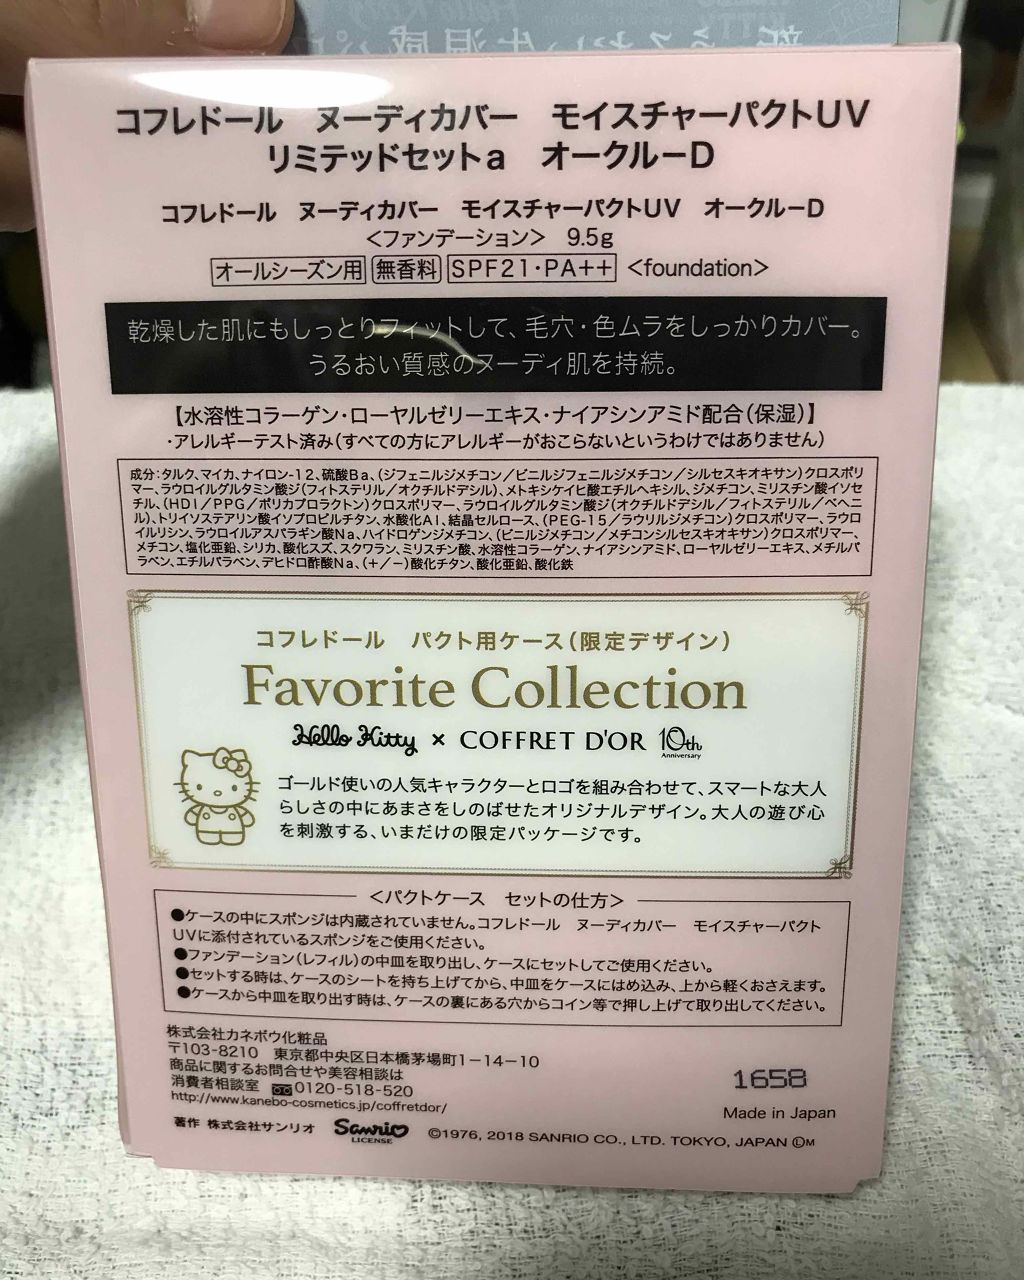 コフレドール　ヌーディカバー　モイスチャーパクトUV
リミテッドセットa　オークル−D
コフレドール　ヌーディカバー　モイスチャーパクトUV　オークル−D
＜ファンデーション＞　9.5g
オールシーズン用 無香料 SPF21・PA++ ＜foundation＞
乾燥した肌にもしっとりフィットして、毛穴・色ムラをしっかりカバー。
うるおい質感のヌーディ肌を持続。
【水溶性コラーゲン・ローヤルゼリーエキス・ナイアシンアミド配合（保湿）】
・アレルギーテスト済み（すべての方にアレルギーがおこらないというわけではありません）
成分：タルク、マイカ、ナイロン-12、硫酸Ba、（ジフェニルジメチコン／ビニルジフェニルジメチコン／シルセスキオキサン）クロスポリ
マー、ラウロイルグルタミン酸ジ（フィトステリル／オクチルドデシル）、メトキシケイヒ酸エチルヘキシル、ジメチコン、ミリスチン酸イソセ
チル、（HDI／PPG／ポリカプロラクトン）クロスポリマー、ラウロイルグルタミン酸ジ（オクチルドデシル／フィトステリル／ベヘニ
ル）、トリイソステアリン酸イソプロピルチタン、水酸化Al、結晶セルロース、（PEG-15／ラウリルジメチコン）クロスポリマー、ラウロ
イルリシン、ラウロイルアスパラギン酸Na、ハイドロゲンジメチコン、（ビニルジメチコン／メチコンシルセスキオキサン）クロスポリマー、
メチコン、塩化亜鉛、シリカ、酸化スズ、スクワラン、ミリスチン酸、水溶性コラーゲン、ナイアシンアミド、ローヤルゼリーエキス、メチルパ
ラベン、エチルパラベン、デヒドロ酢酸Na、（＋／−）酸化チタン、酸化亜鉛、酸化鉄
コフレドール　パクト用ケース（限定デザイン）
Favorite Collection
Hello Kitty × COFFRET D'OR 10th
Anniversary
ゴールド使いの人気キャラクターとロゴを組み合わせて、スマートな大人
らしさの中にあまさをしのばせたオリジナルデザイン。大人の遊び心
を刺激する、いまだけの限定パッケージです。
＜パクトケース　セットの仕方＞
●ケースの中にスポンジは内蔵されていません。コフレドール　ヌーディカバー　モイスチャーパクト
UVに添付されているスポンジをご使用ください。
●ファンデーション（レフィル）の中皿を取り出し、ケースにセットしてご使用ください。
●セットする時は、ケースのシートを持ち上げてから、中皿をケースにはめ込み、上から軽くおさえます。
●ケースから中皿を取り出す時は、ケースの裏にある穴からコイン等で押し上げて取り出してください。
株式会社カネボウ化粧品
〒103-8210　東京都中央区日本橋茅場町1−14−10
商品に関するお問合せや美容相談は
消費者相談室　0120-518-520
http://www.kanebo-cosmetics.jp/coffretdor/
1658
Made in Japan
著作 株式会社サンリオ Sanrio
LICENSE
©1976, 2018 SANRIO CO., LTD. TOKYO, JAPAN ⓁM